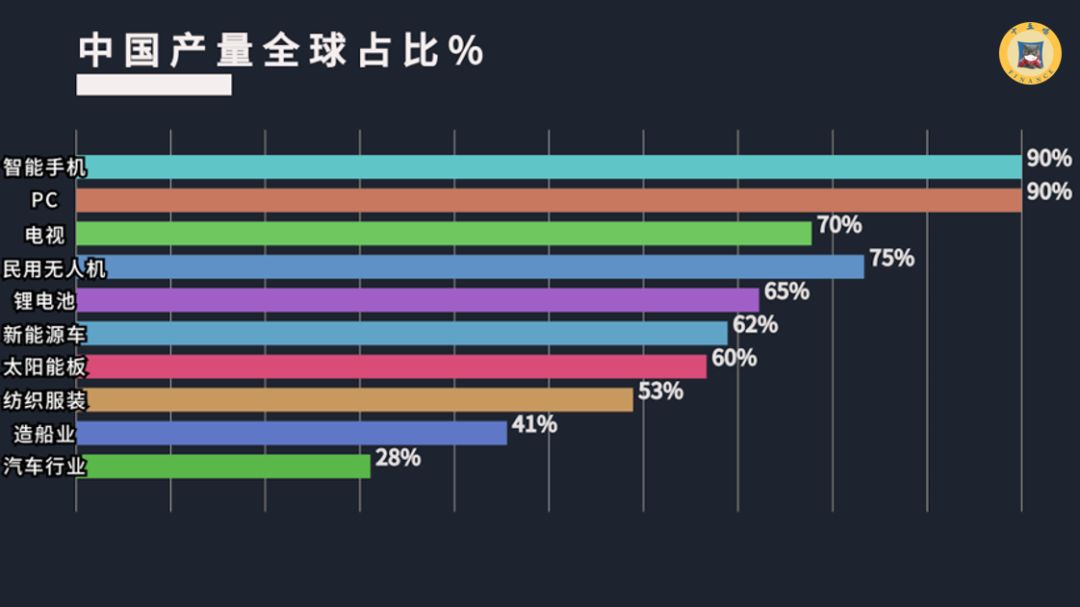 中国产量全球占比%
智能手机 90%
PC 90%
电视 70%
民用无人机 75%
锂电池 65%
新能源车 62%
太阳能板 60%
纺织服装 53%
造船业 41%
汽车行业 28%
FINANCE